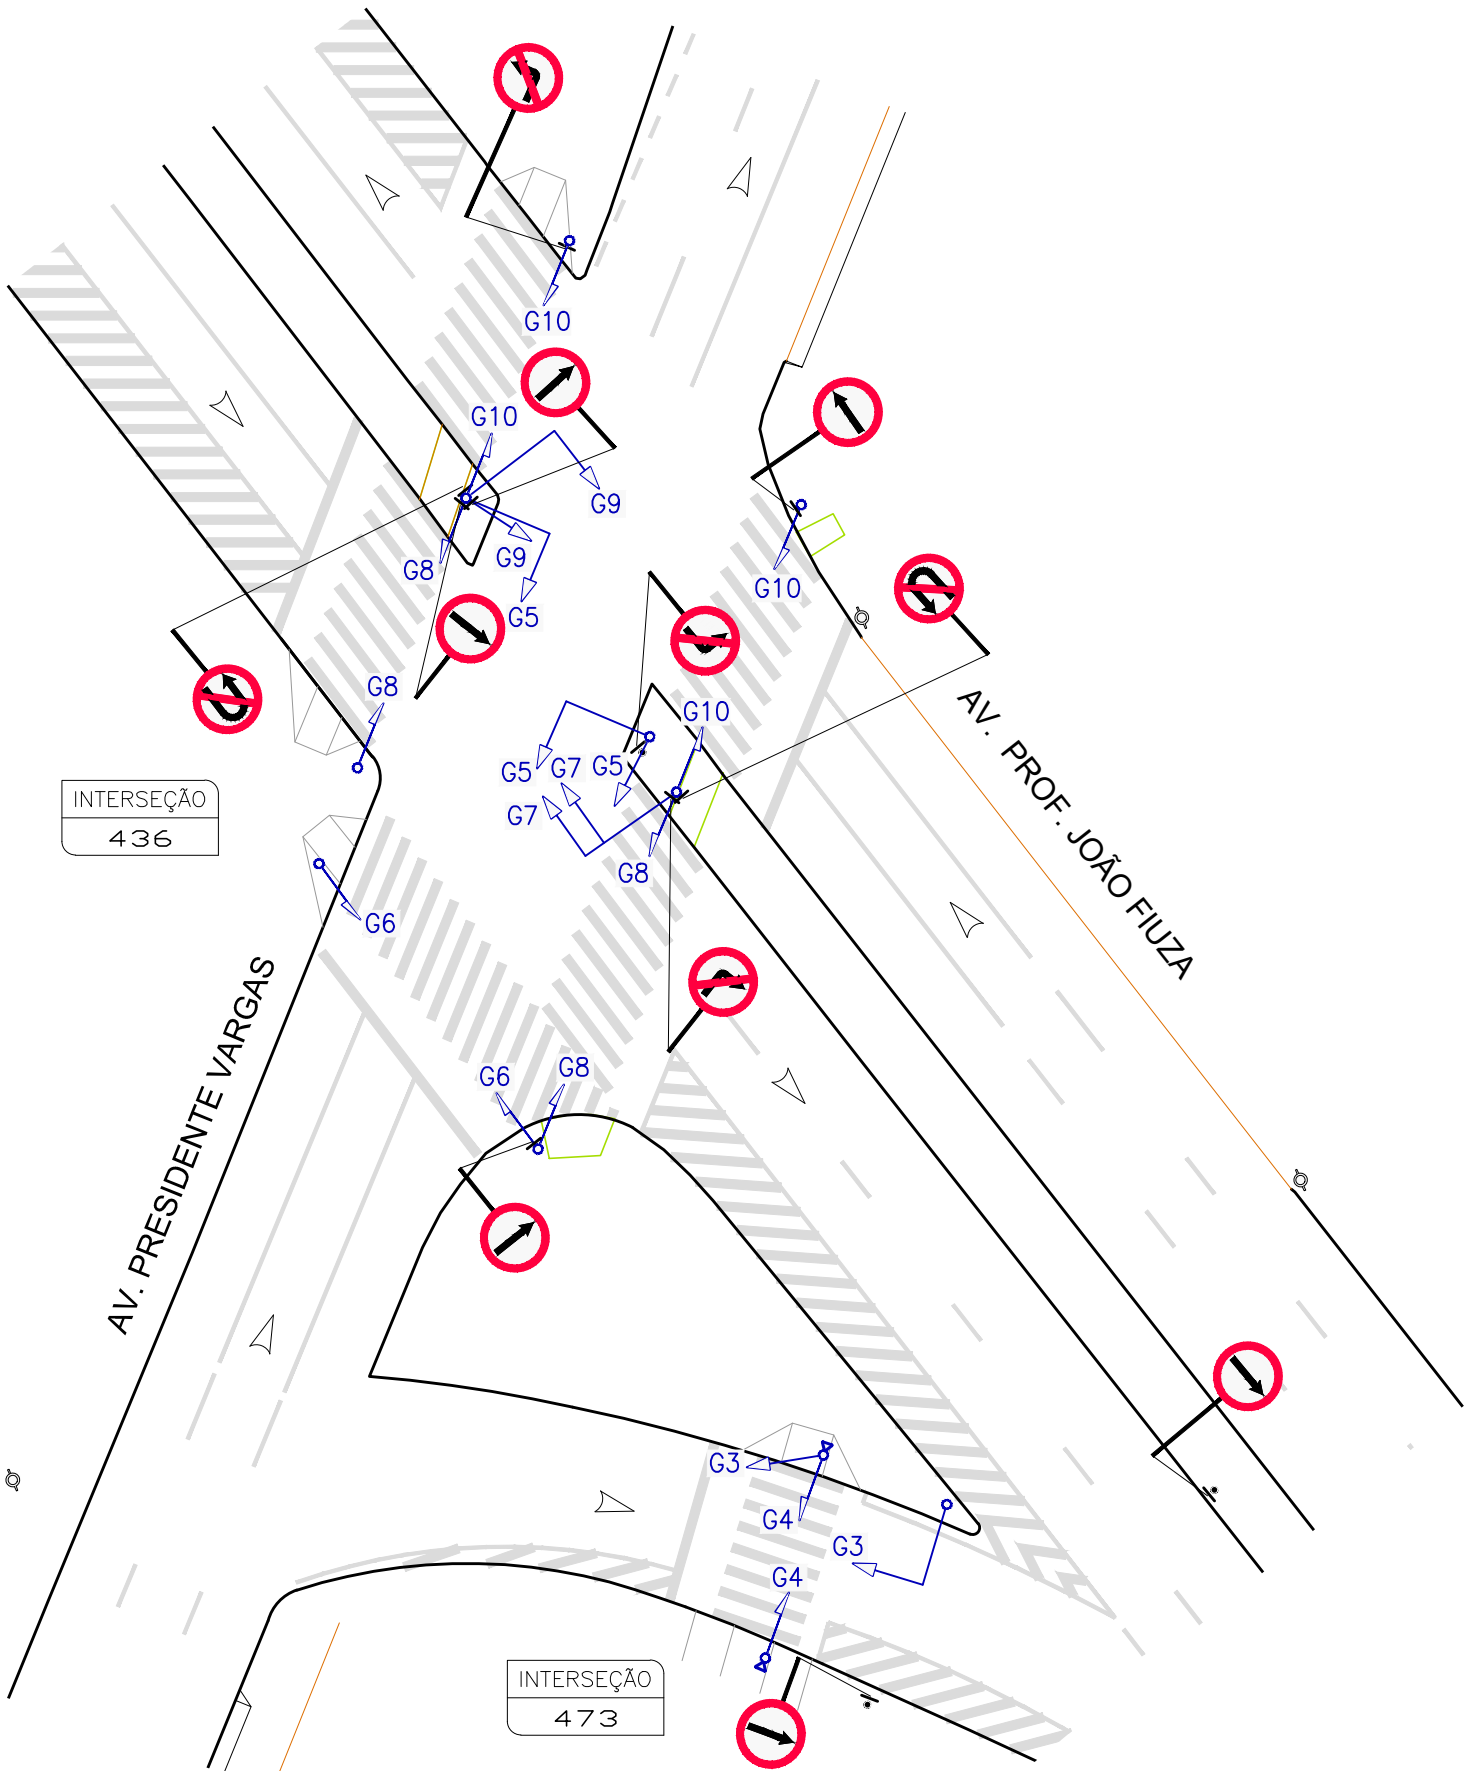 G10
G10
G9
G8
G9
G5
G10
G8
G10
G5
G7
G5
G7
G8
INTERSEÇÃO
436
AV. PROF. JOÃO FIUZA
G6
AV. PRESIDENTE VARGAS
G6
G8
G3
G4
G3
G4
INTERSEÇÃO
473